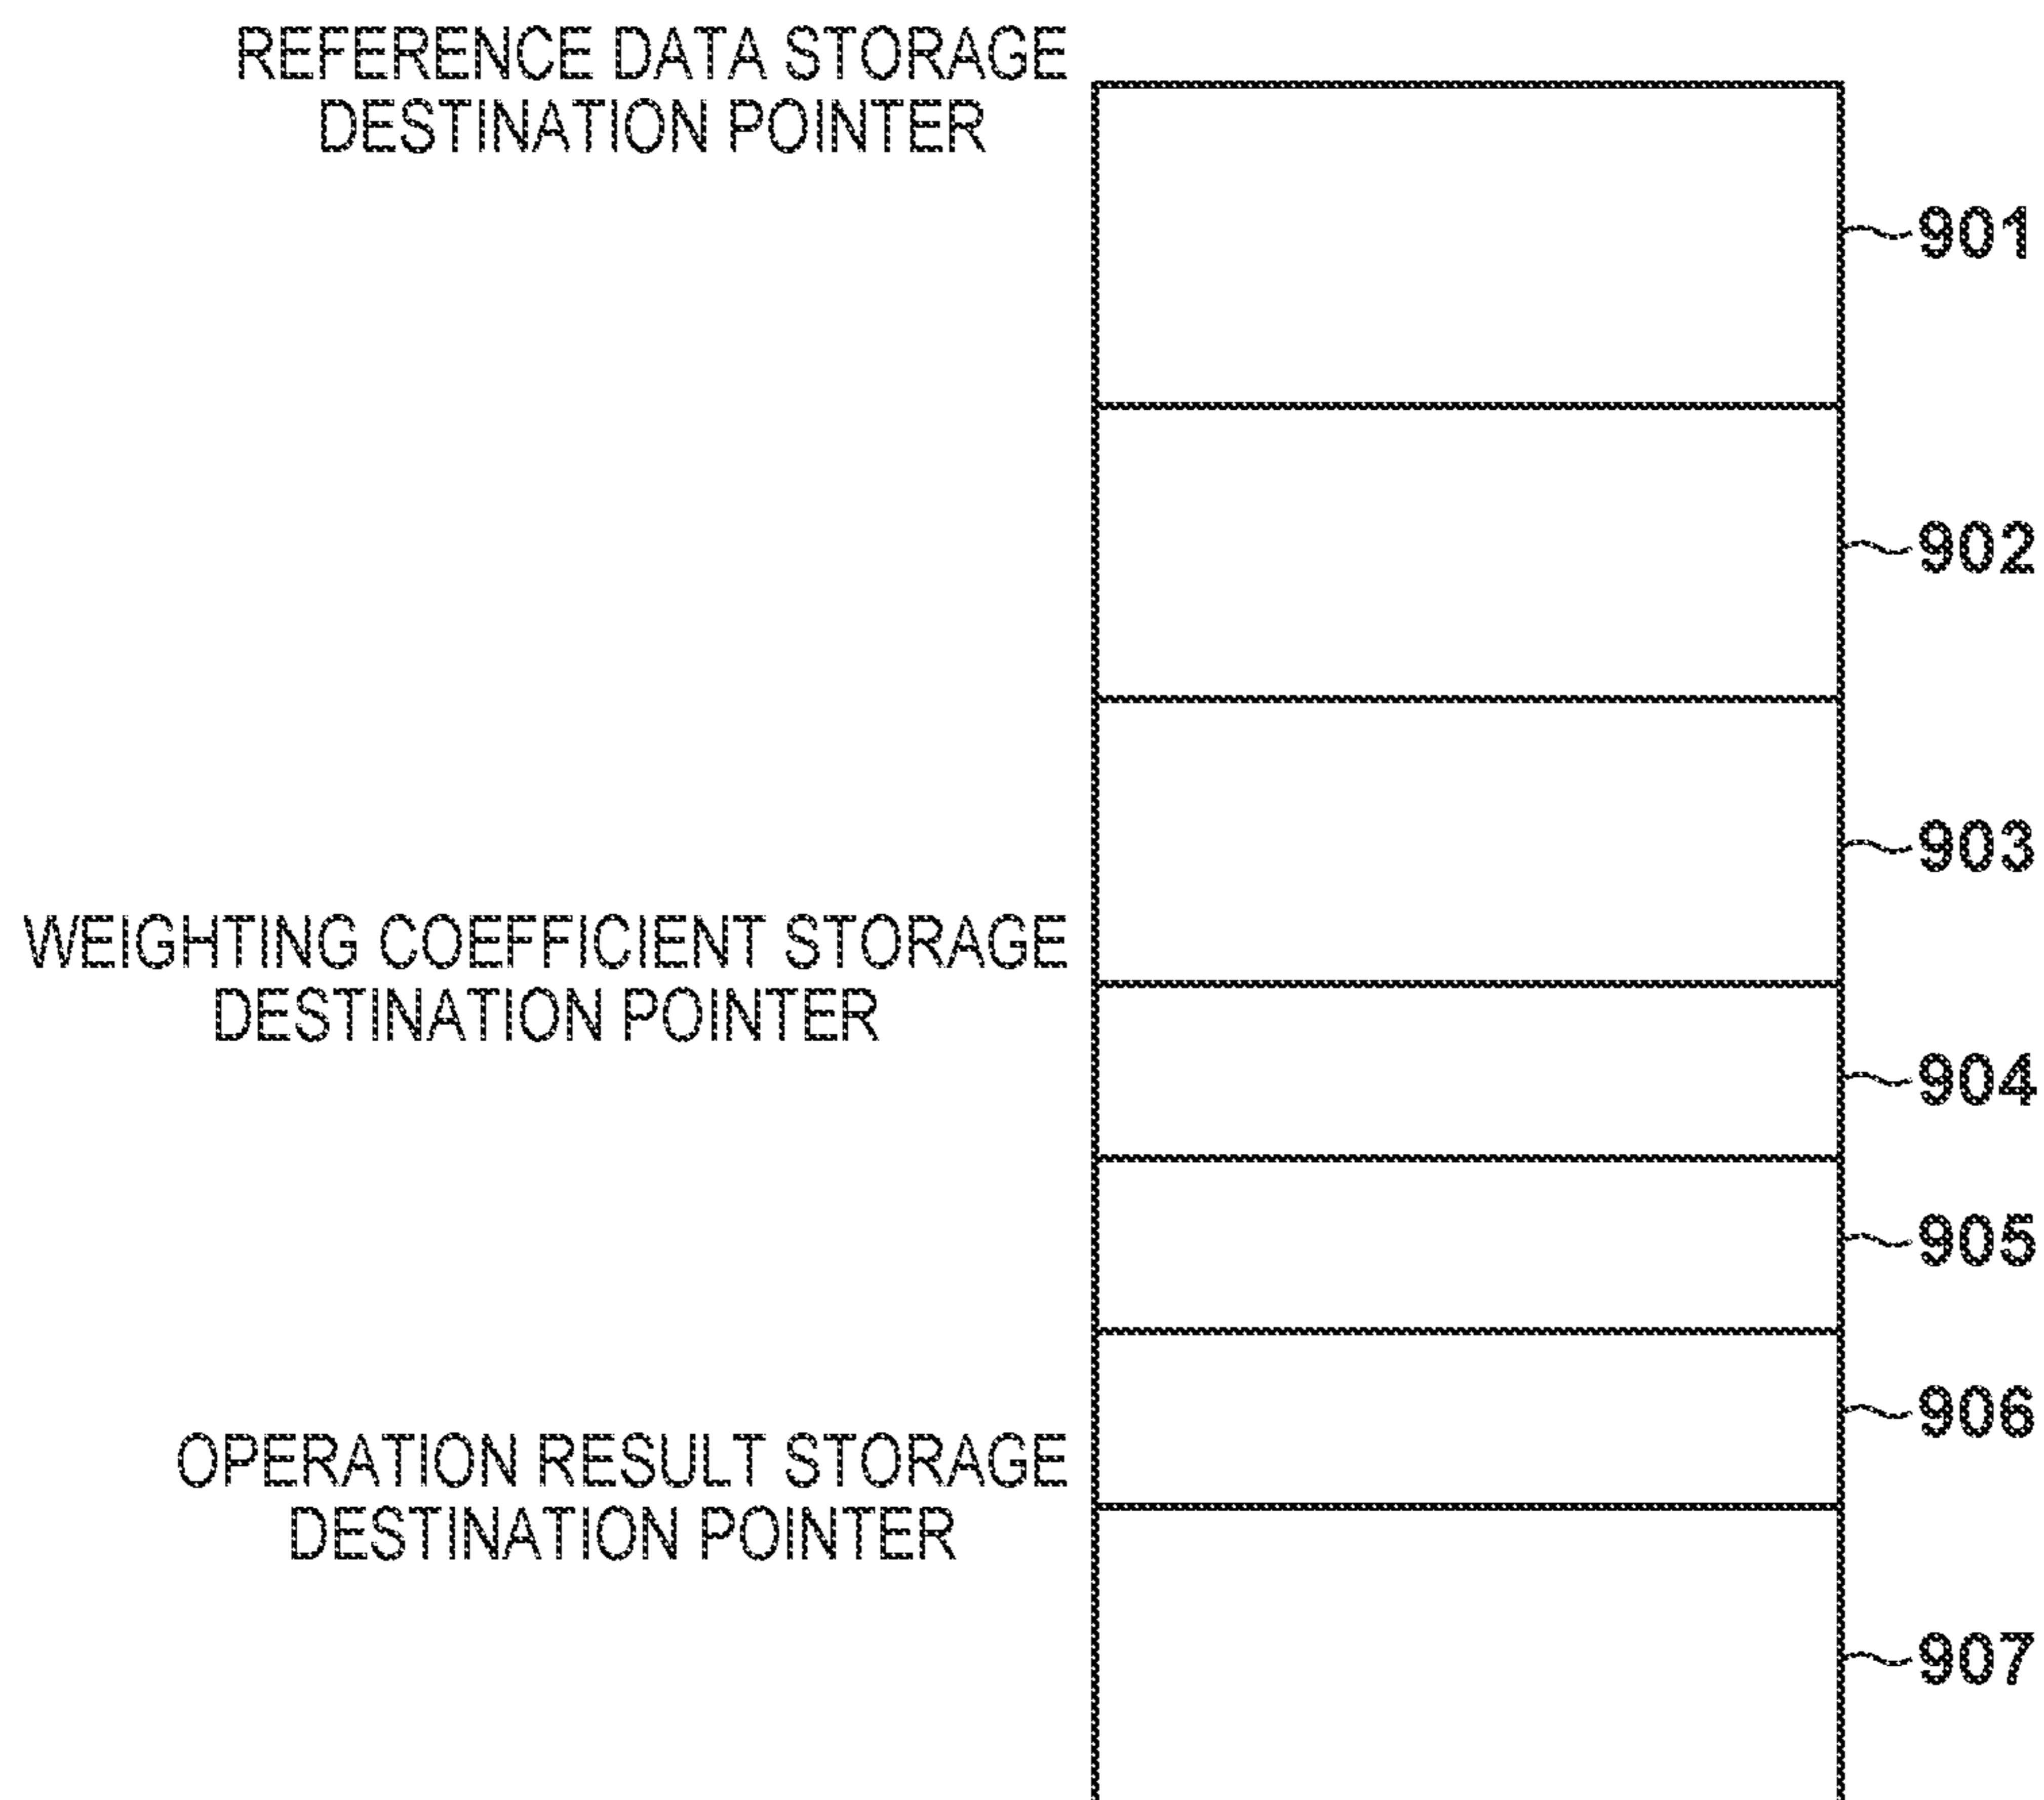 REFERENCE DATA STORAGE
DESTINATION POINTER
901
902
903
WEIGHTING COEFFICIENT STORAGE
DESTINATION POINTER
904
905
906
OPERATION RESULT STORAGE
DESTINATION POINTER
907